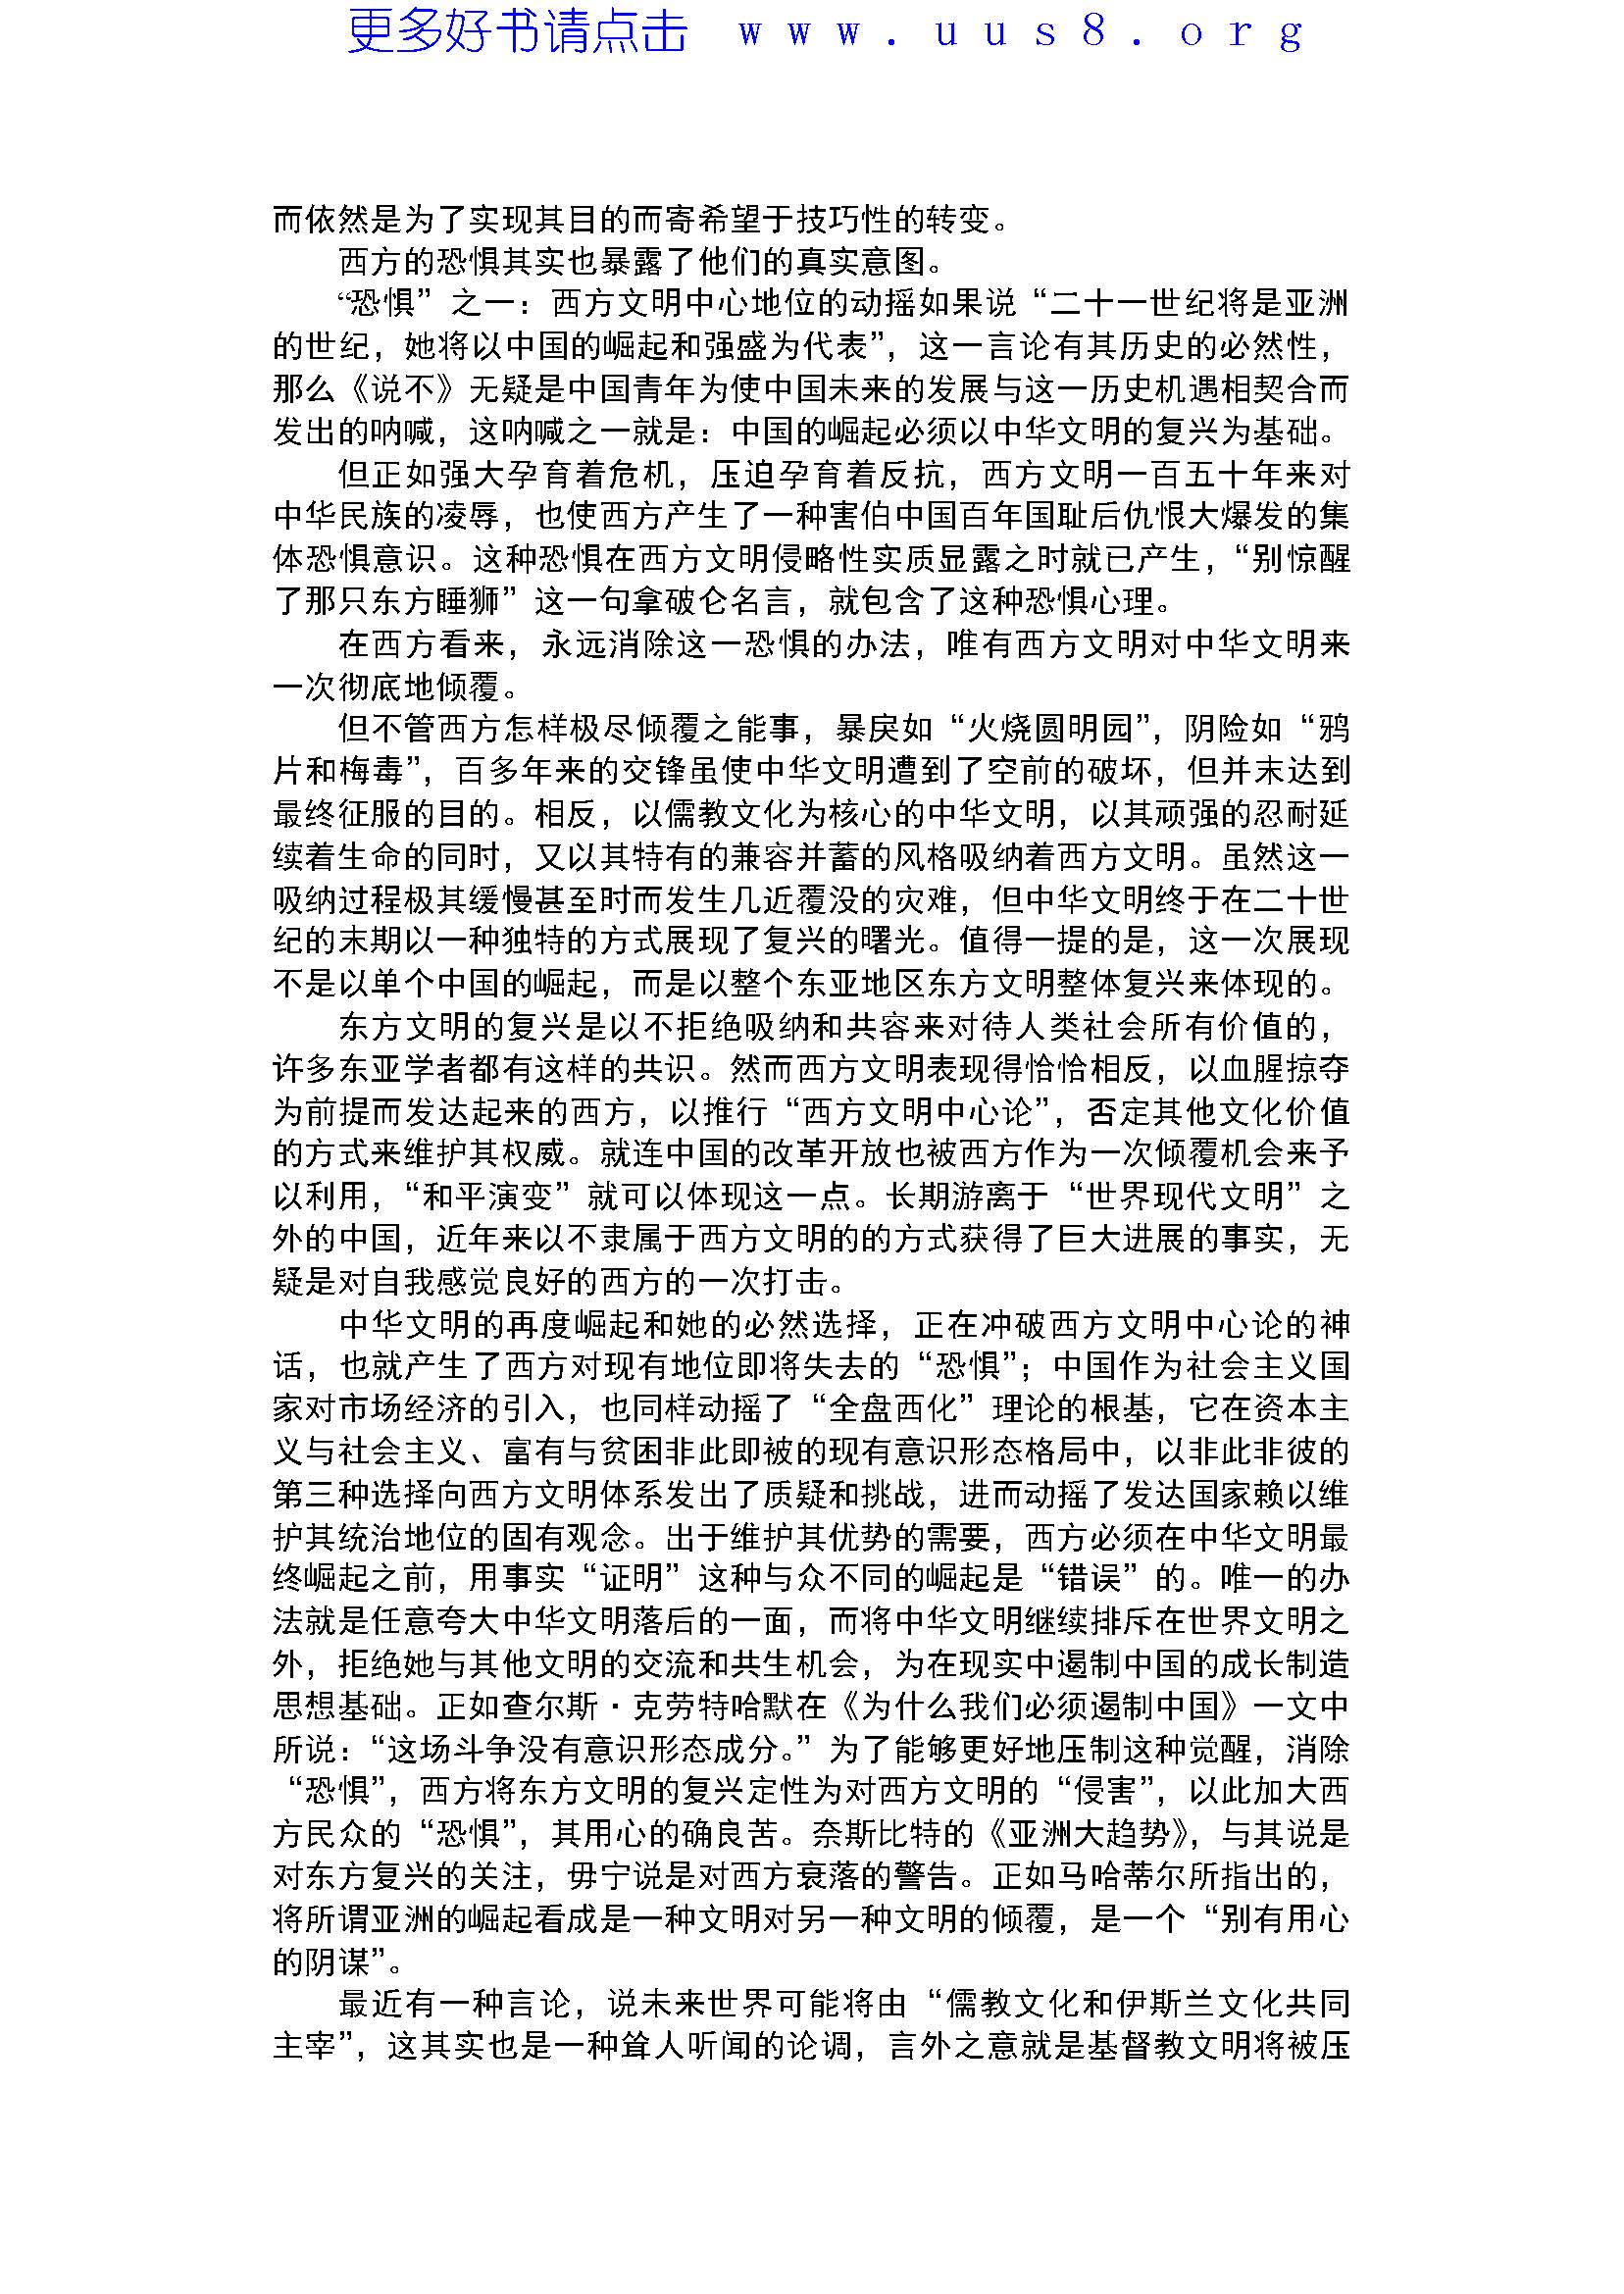 更多好书请点击 www.uus8.org
而依然是为了实现其目的而寄希望于技巧性的转变。
西方的恐惧其实也暴露了他们的真实意图。
“恐惧”之一：西方文明中心地位的动摇如果说“二十一世纪将是亚洲
的世纪，她将以中国的崛起和强盛为代表”，这一言论有其历史的必然性，
那么《说不》无疑是中国青年为使中国未来的发展与这一历史机遇相契合而
发出的呐喊，这呐喊之一就是：中国的崛起必须以中华文明的复兴为基础。
但正如强大孕育着危机，压迫孕育着反抗，西方文明一百五十年来对
中华民族的凌辱，也使西方产生了一种害怕中国百年国耻后仇恨大爆发的集
体恐惧意识。这种恐惧在西方文明侵略性实质显露之时就已产生，“别惊醒
了那只东方睡狮”这一句拿破仑名言，就包含了这种恐惧心理。
在西方看来，永远消除这一恐惧的办法，唯有西方文明对中华文明来
一次彻底地倾覆。
但不管西方怎样极尽倾覆之能事，暴戾如“火烧圆明园”，阴险如“鸦
片和梅毒”，百多年来的交锋虽使中华文明遭到了空前的破坏，但并末达到
最终征服的目的。相反，以儒教文化为核心的中华文明，以其顽强的忍耐延
续着生命的同时，又以其特有的兼容并蓄的风格吸纳着西方文明。虽然这一
吸纳过程极其缓慢甚至时而发生几近覆没的灾难，但中华文明终于在二十世
纪的末期以一种独特的方式展现了复兴的曙光。值得一提的是，这一次展现
不是以单个中国的崛起，而是以整个东亚地区东方文明整体复兴来体现的。
东方文明的复兴是以不拒绝吸纳和共容来对待人类社会所有价值的，
许多东亚学者都有这样的共识。然而西方文明表现得恰恰相反，以血腥掠夺
为前提而发达起来的西方，以推行“西方文明中心论”，否定其他文化价值
的方式来维护其权威。就连中国的改革开放也被西方作为一次倾覆机会来予
以利用，“和平演变”就可以体现这一点。长期游离于“世界现代文明”之
外的中国，近年来以不隶属于西方文明的的方式获得了巨大进展的事实，无
疑是对自我感觉良好的西方的一次打击。
中华文明的再度崛起和她的必然选择，正在冲破西方文明中心论的神
话，也就产生了西方对现有地位即将失去的“恐惧”；中国作为社会主义国
家对市场经济的引入，也同样动摇了“全盘西化”理论的根基，它在资本主
义与社会主义、富有与贫困非此即被的现有意识形态格局中，以非此非彼的
第三种选择向西方文明体系发出了质疑和挑战，进而动摇了发达国家赖以维
护其统治地位的固有观念。出于维护其优势的需要，西方必须在中华文明最
终崛起之前，用事实“证明”这种与众不同的崛起是“错误”的。唯一的办
法就是任意夸大中华文明落后的一面，而将中华文明继续排斥在世界文明之
外，拒绝她与其他文明的交流和共生机会，为在现实中遏制中国的成长制造
思想基础。正如查尔斯·克劳特哈默在《为什么我们必须遏制中国》一文中
所说：“这场斗争没有意识形态成分。”为了能够更好地压制这种觉醒，消除
“恐惧”，西方将东方文明的复兴定性为对西方文明的“侵害”，以此加大西
方民众的“恐惧”，其用心的确良苦。奈斯比特的《亚洲大趋势》，与其说是
对东方复兴的关注，毋宁说是对西方衰落的警告。正如马哈蒂尔所指出的，
将所谓亚洲的崛起看成是一种文明对另一种文明的倾覆，是一个“别有用心
的阴谋”。
最近有一种言论，说未来世界可能将由“儒教文化和伊斯兰文化共同
主宰”，这其实也是一种耸人听闻的论调，言外之意就是基督教文明将被压